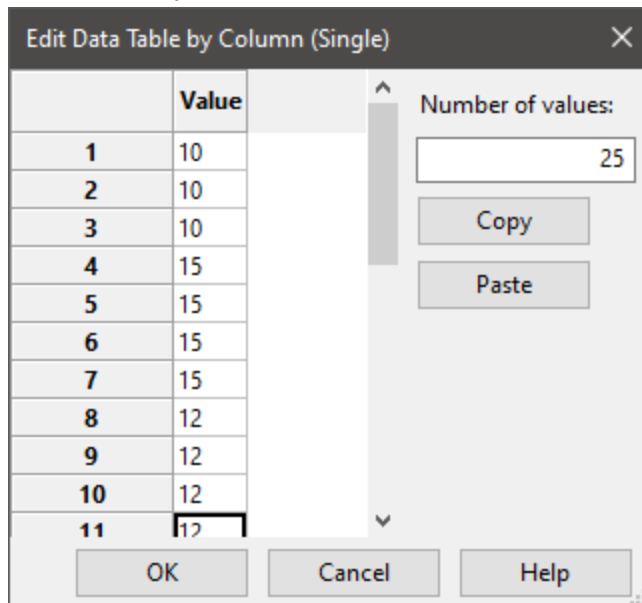 Edit Data Table by Column (Single)
Value
1 10
2 10
3 10
4 15
5 15
6 15
7 15
8 12
9 12
10 12
11 12
Number of values:
25
Copy
Paste
OK Cancel Help